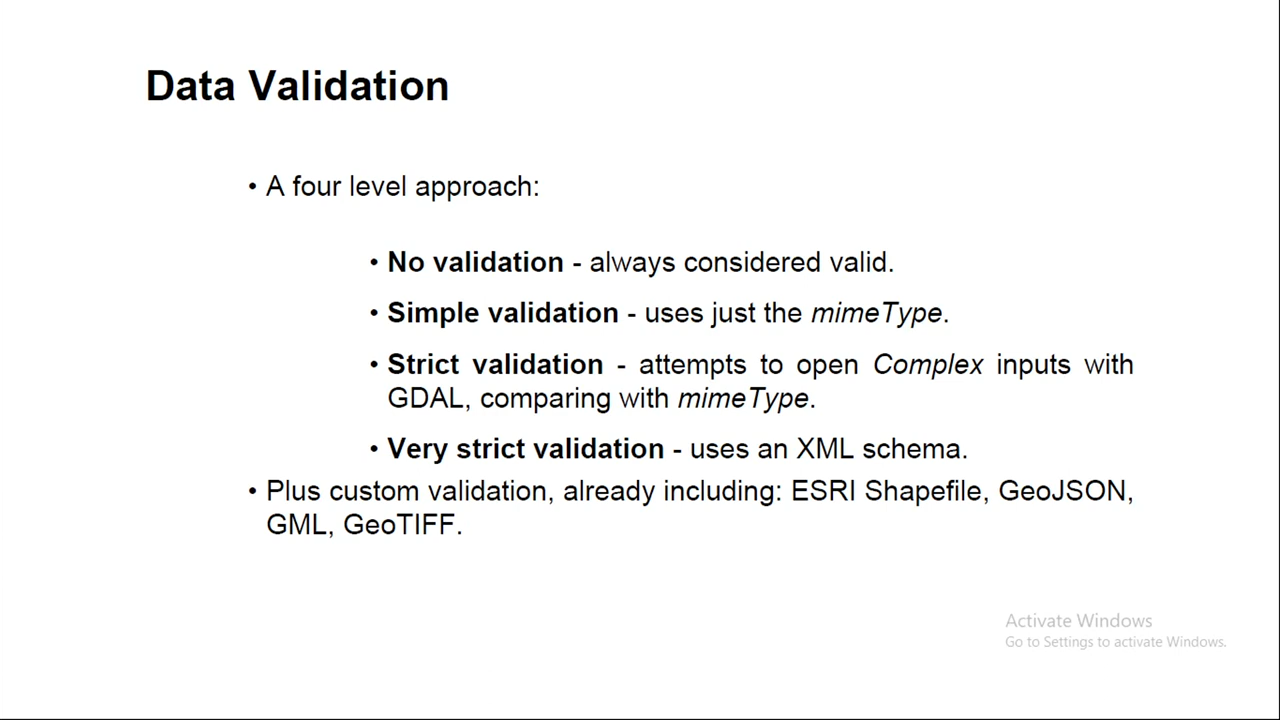 Data Validation
• A four level approach:
• No validation - always considered valid.
• Simple validation - uses just the mimeType.
• Strict validation - attempts to open Complex inputs with
GDAL, comparing with mimeType.
• Very strict validation - uses an XML schema.
• Plus custom validation, already including: ESRI Shapefile, GeoJSON,
GML, GeoTIFF.
Activate Windows
Go to Settings to activate Windows.